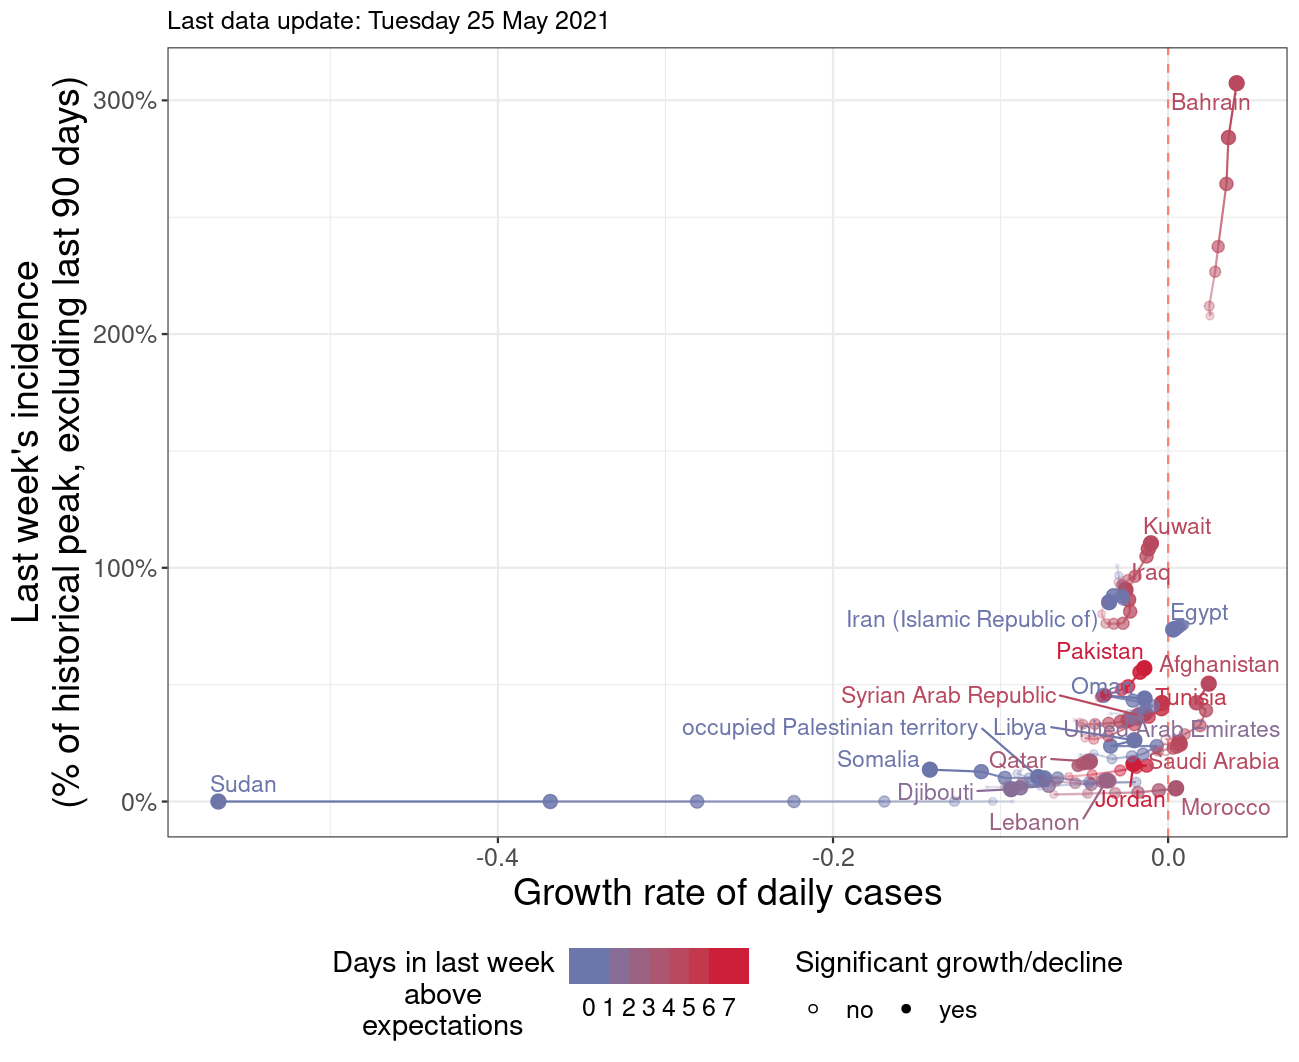 Last data update: Tuesday 25 May 2021
Last week's incidence
(% of historical peak, excluding last 90 days)
300%
200%
100%
0%
Bahrain
Kuwait
Iraq
Iran (Islamic Republic of)
Egypt
Pakistan
Afghanistan
Oman
Syrian Arab Republic
Tunisia
occupied Palestinian territory
Libya
United Arab Emirates
Somalia
Qatar
Saudi Arabia
Sudan
Djibouti
Jordan
Morocco
Lebanon
-0.4
-0.2
0.0
Growth rate of daily cases
Days in last week
above
expectations
0 1 2 3 4 5 6 7
Significant growth/decline
no
yes